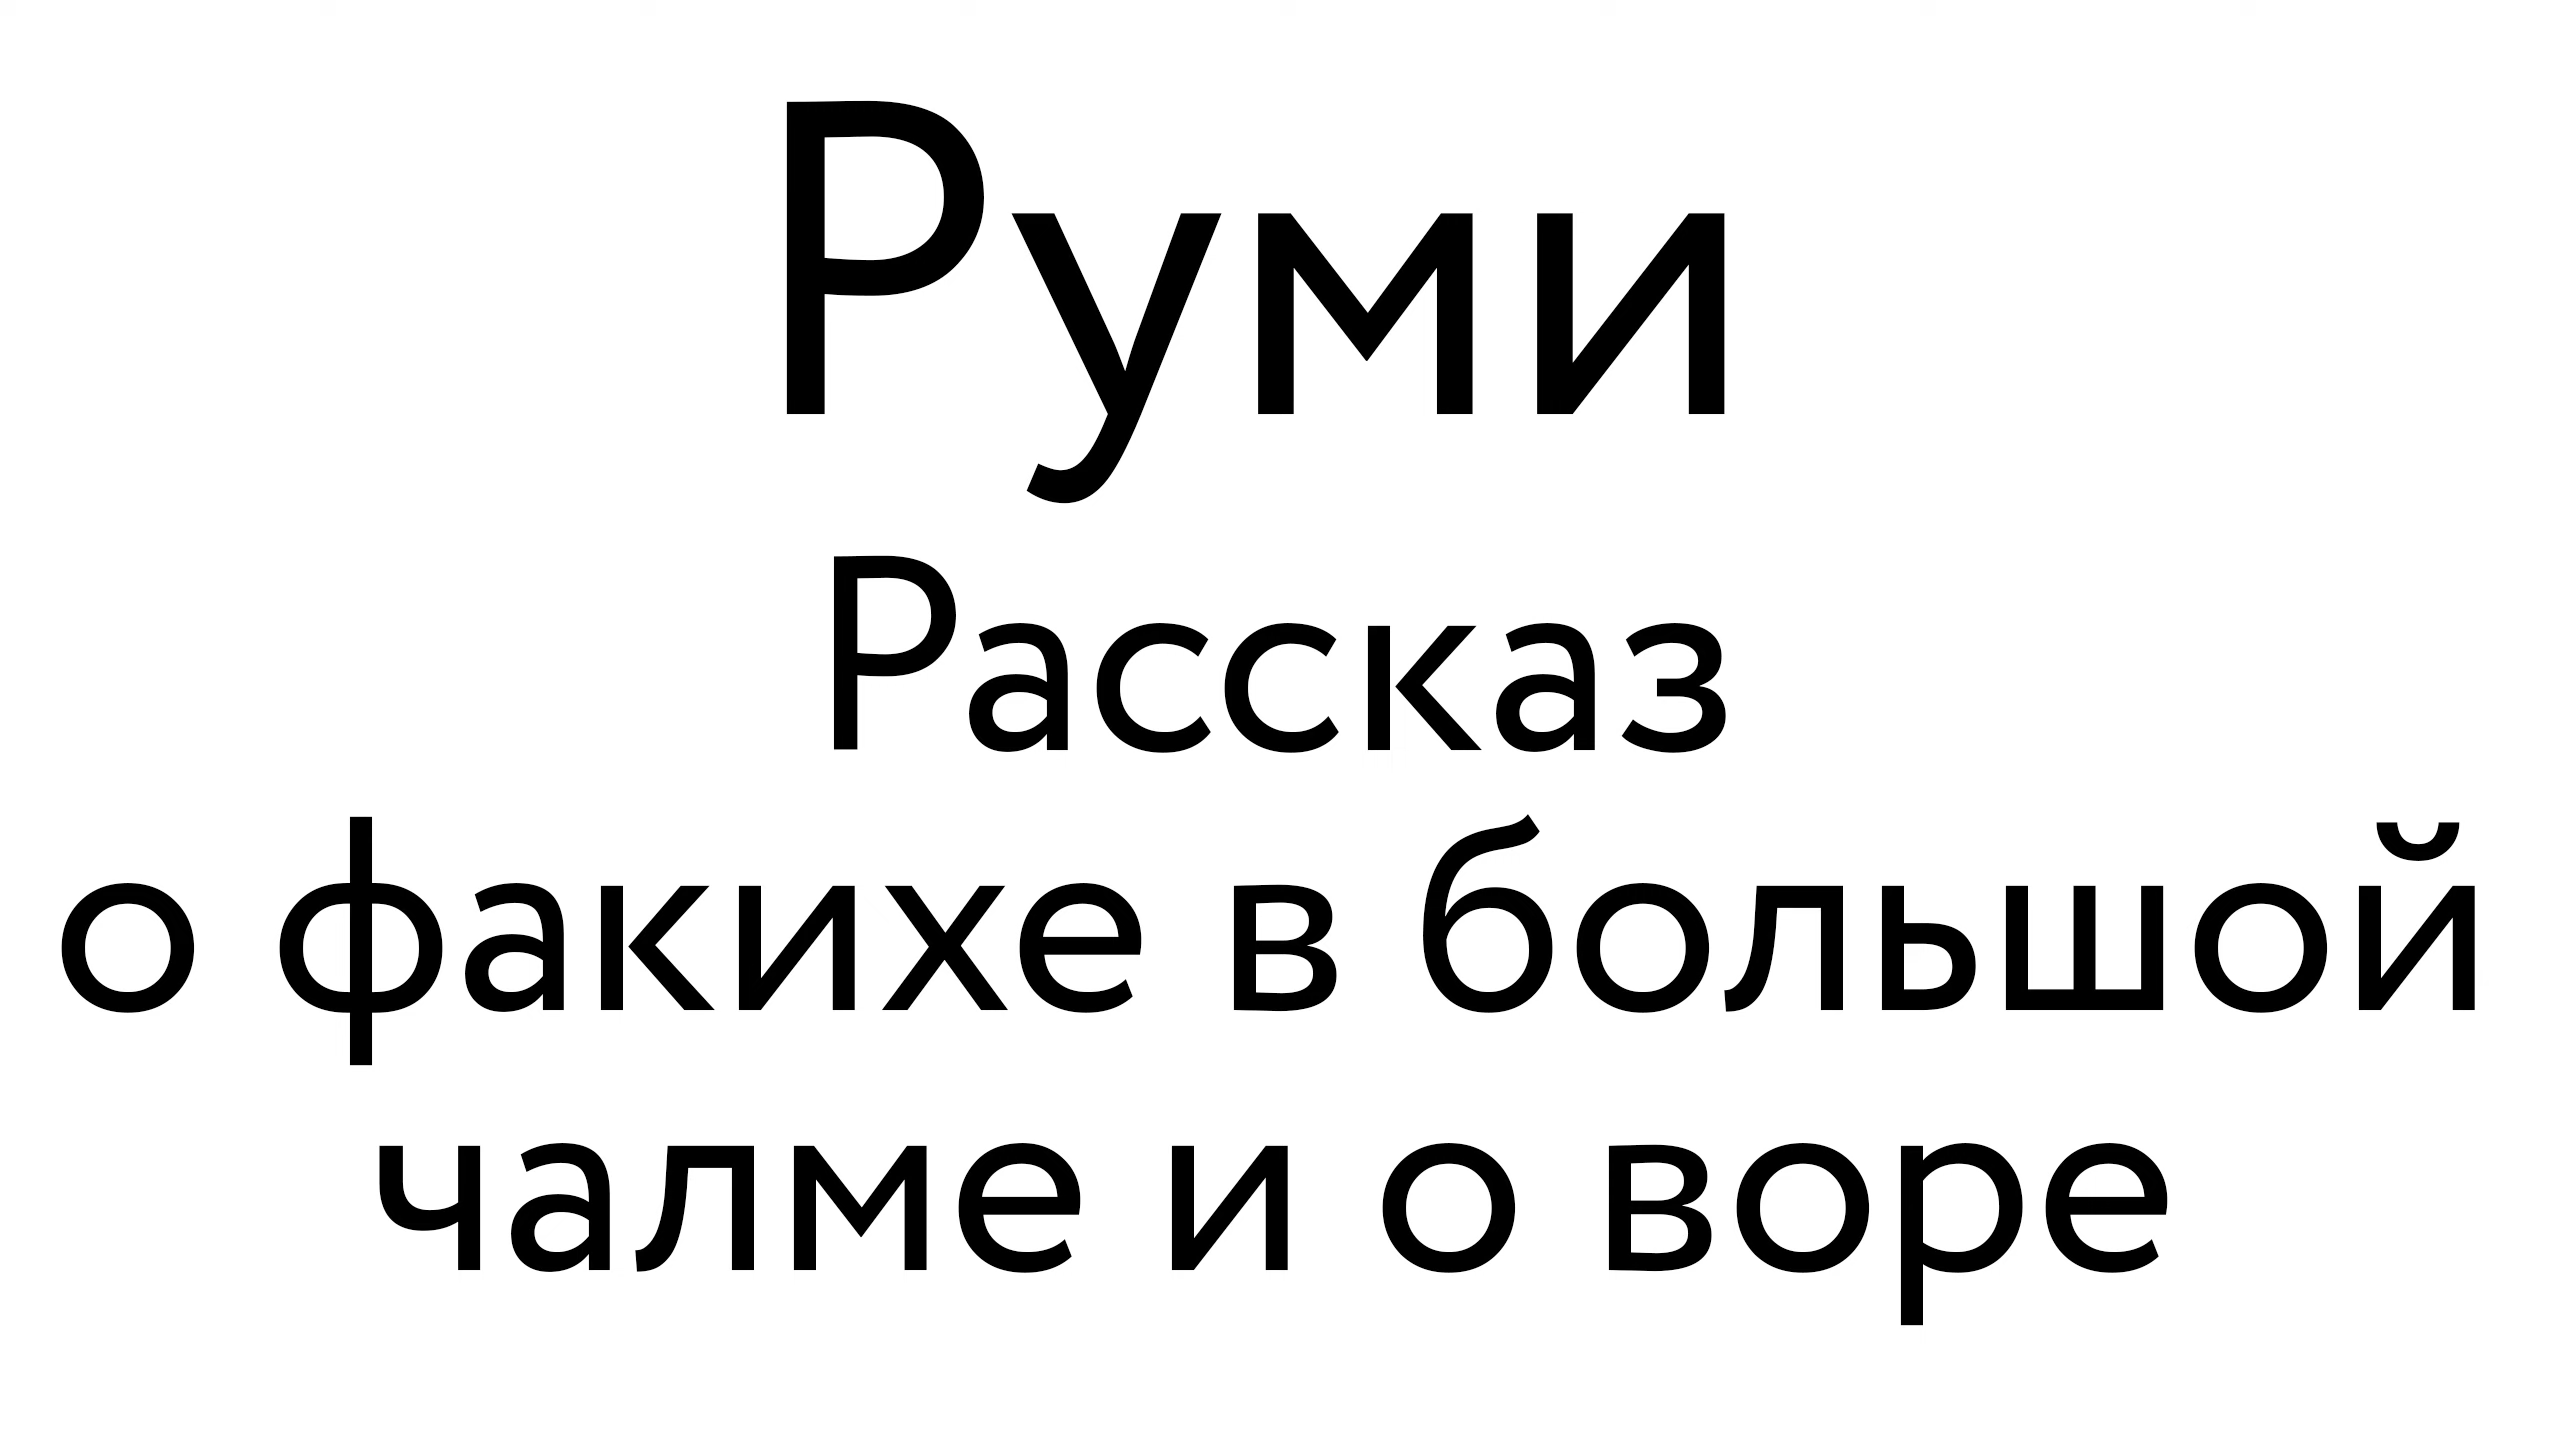 Руми
Рассказ
о факихе в большой
чалме и о воре